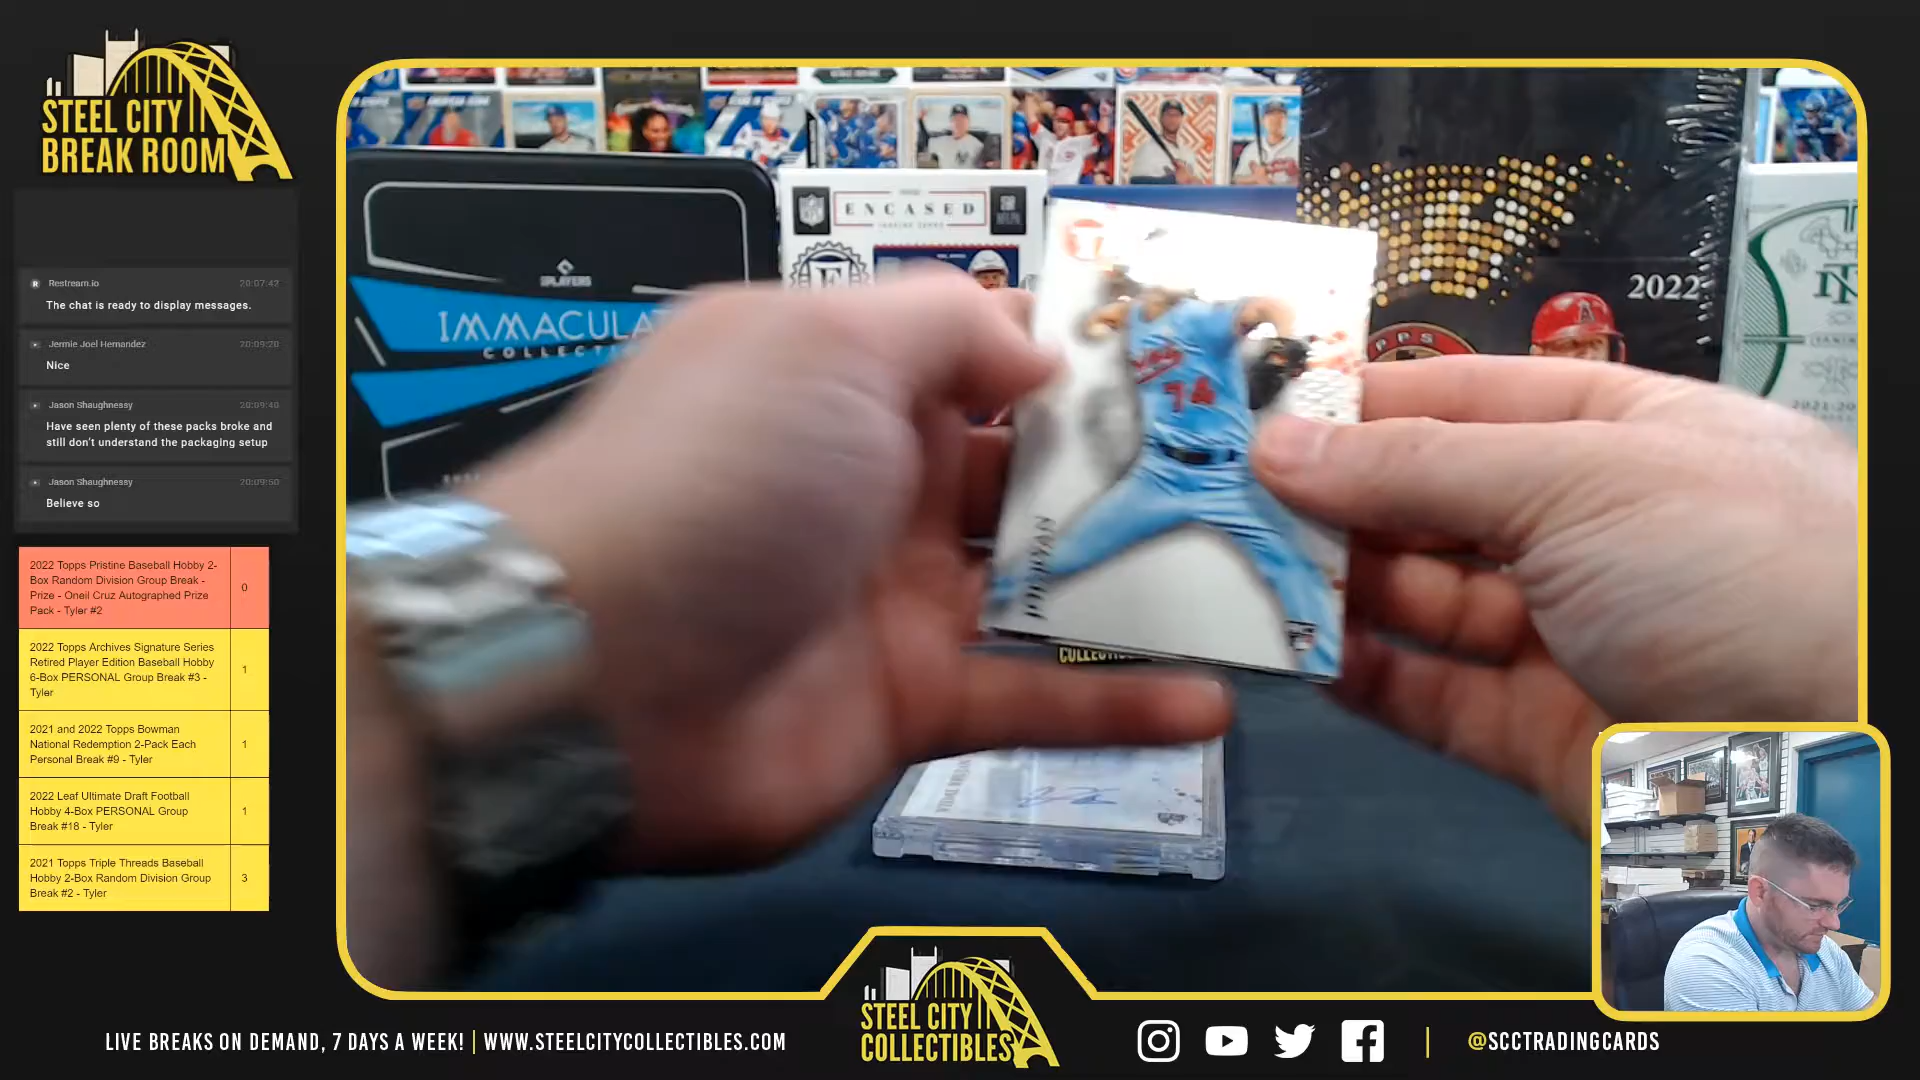 STEEL CITY
BREAK ROOM
Restream.io 20:07:42
The chat is ready to display messages.
Jermie Joel Hernandez 20:09:20
Nice
Jason Shaughnessy 20:09:40
Have seen plenty of these packs broke and
still don't understand the packaging setup
Jason Shaughnessy 20:09:50
Believe so
2022 Topps Pristine Baseball Hobby 2-
Box Random Division Group Break -
Prize - Oneil Cruz Autographed Prize
Pack - Tyler #2
0
2022 Topps Archives Signature Series
Retired Player Edition Baseball Hobby
6-Box PERSONAL Group Break #3 -
Tyler
1
2021 and 2022 Topps Bowman
National Redemption 2-Pack Each
Personal Break #9 - Tyler
1
2022 Leaf Ultimate Draft Football
Hobby 4-Box PERSONAL Group
Break #18 - Tyler
1
2021 Topps Triple Threads Baseball
Hobby 2-Box Random Division Group
Break #2 - Tyler
3
ENCASED
NFL
PLAYERS
IMMACULA
COLLECT
2022
74
JOE RYAN
RC
STEEL CITY
COLLECTIBLES
LIVE BREAKS ON DEMAND, 7 DAYS A WEEK! | WWW.STEELCITYCOLLECTIBLES.COM
| @SCCTRADINGCARDS